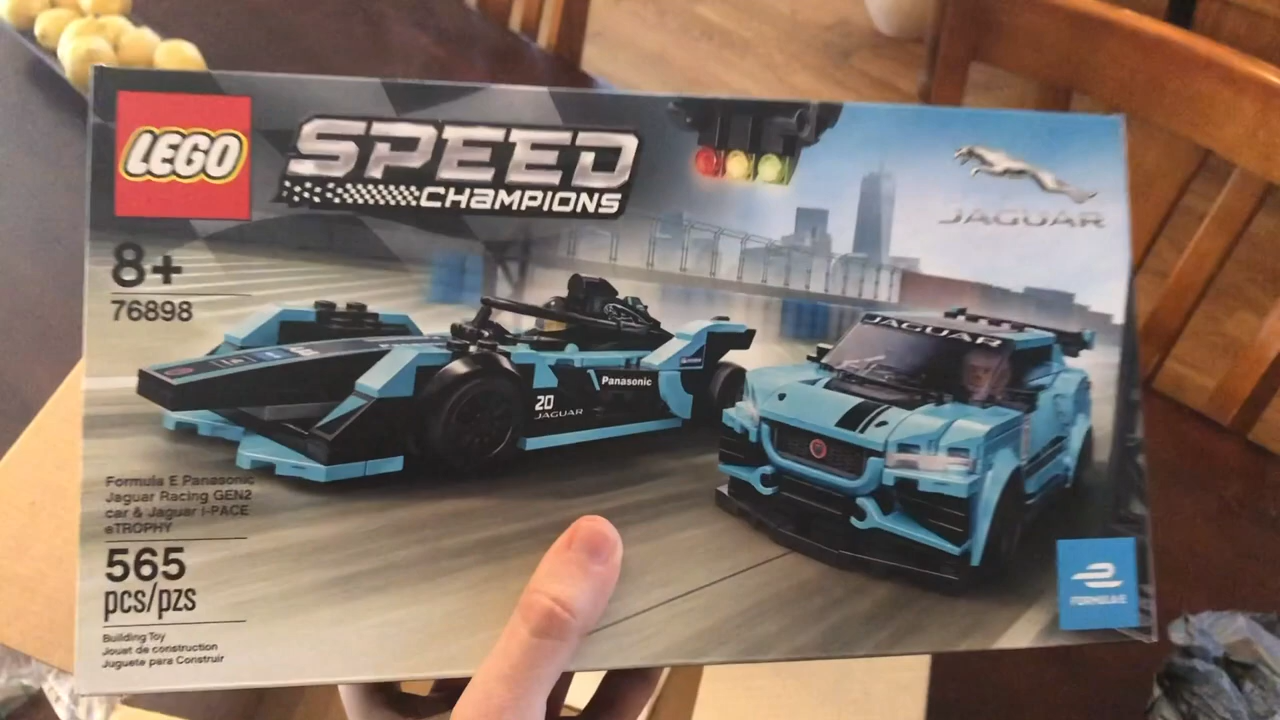 LEGO
SPEED
CHAMPIONS
JAGUAR
8+
76898
JAGUAR
Panasonic
20
JAGUAR
Formula E Panasonic
Jaguar Racing GEN2
car & Jaguar I-PACE
eTROPHY
565
pcs/pzs
FORMULA E
Building Toy
Jouet de construction
Juguete para Construir